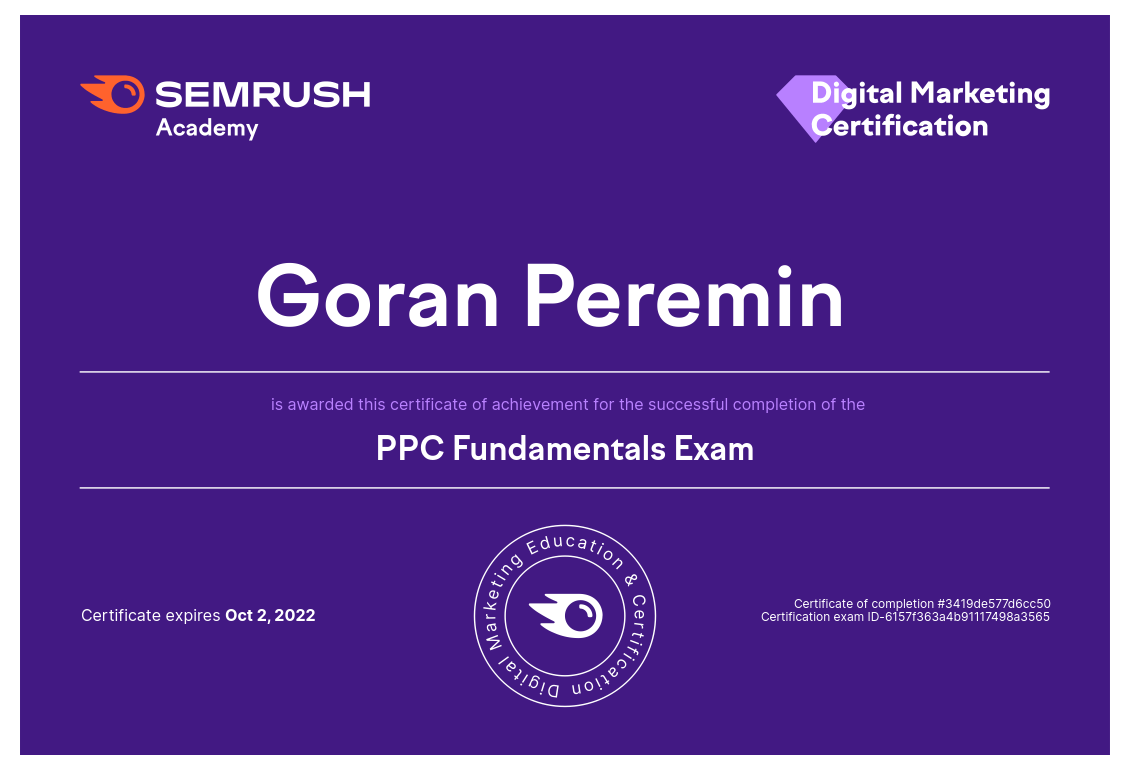 SEMRUSH
Academy
Digital Marketing
Certification
Goran Peremin
is awarded this certificate of achievement for the successful completion of the
PPC Fundamentals Exam
Certificate expires Oct 2, 2022
Digital Marketing Education & Certification
Certificate of completion #3419de577d6cc50
Certification exam ID-6157f363a4b91117498a3565